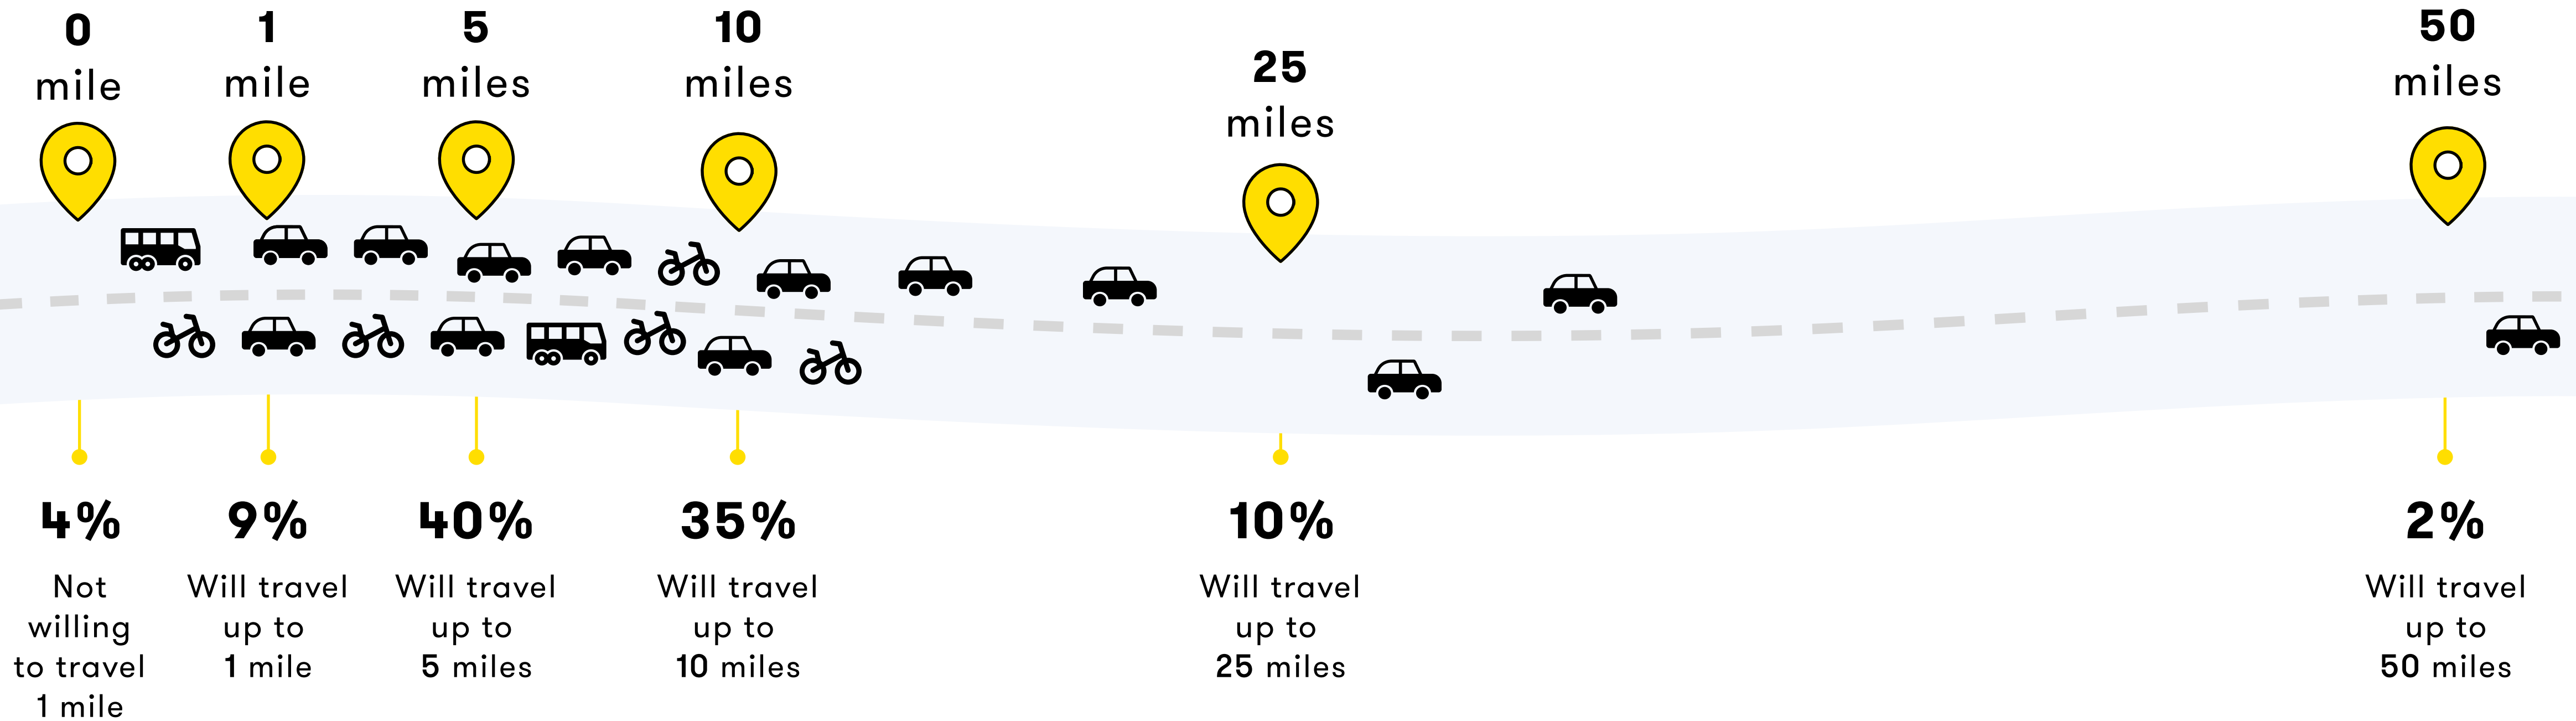 0
mile
1
mile
5
miles
10
miles
25
miles
50
miles
4%
Not
willing
to travel
1 mile
9%
Will travel
up to
1 mile
40%
Will travel
up to
5 miles
35%
Will travel
up to
10 miles
10%
Will travel
up to
25 miles
2%
Will travel
up to
50 miles